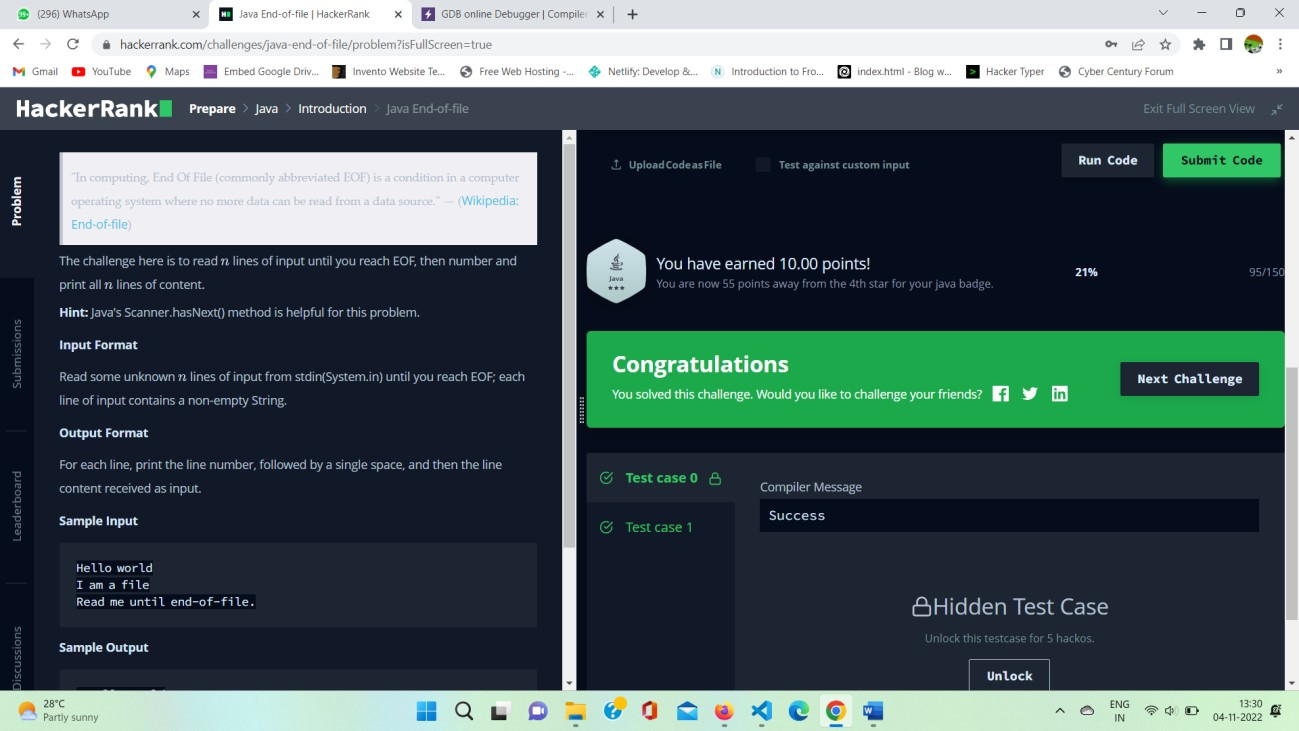 (296) WhatsApp
Java End-of-file | HackerRank
GDB online Debugger | Compiler
hackerrank.com/challenges/java-end-of-file/problem?isFullScreen=true
Gmail YouTube Maps Embed Google Driv... Invento Website Te... Free Web Hosting -... Netlify: Develop &... Introduction to Fro... index.html - Blog w... Hacker Typer Cyber Century Forum »
HackerRank Prepare > Java > Introduction > Java End-of-file
Exit Full Screen View
Problem
Submissions
Leaderboard
Discussions
"In computing, End Of File (commonly abbreviated EOF) is a condition in a computer
operating system where no more data can be read from a data source." — (Wikipedia:
End-of-file)
The challenge here is to read n lines of input until you reach EOF, then number and
print all n lines of content.
Hint: Java's Scanner.hasNext() method is helpful for this problem.
Input Format
Read some unknown n lines of input from stdin(System.in) until you reach EOF; each
line of input contains a non-empty String.
Output Format
For each line, print the line number, followed by a single space, and then the line
content received as input.
Sample Input
Hello world
I am a file
Read me until end-of-file.
Sample Output
Upload Code as File
Test against custom input
Run Code
Submit Code
Java
You have earned 10.00 points!
You are now 55 points away from the 4th star for your java badge.
21%
95/150
Congratulations
You solved this challenge. Would you like to challenge your friends?
Next Challenge
Test case 0
Test case 1
Compiler Message
Success
Hidden Test Case
Unlock this testcase for 5 hackos.
Unlock
28°C
Partly sunny
ENG
IN
13:30
04-11-2022